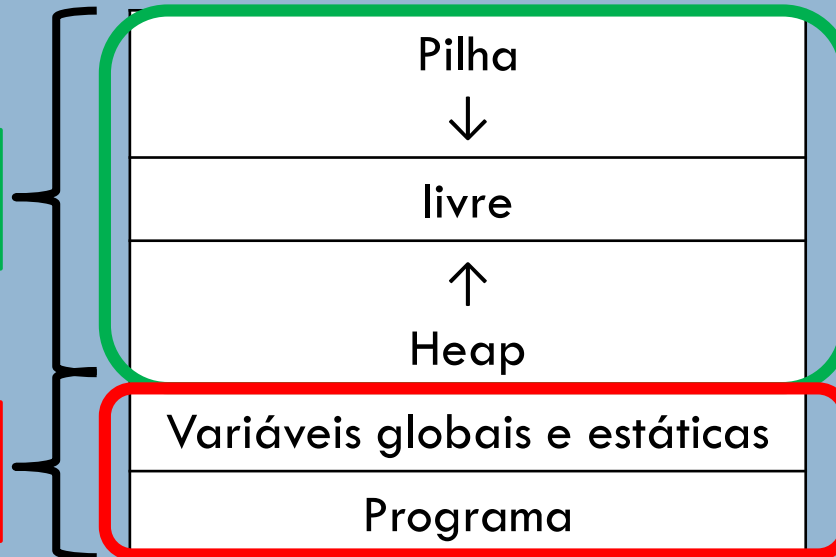 Pilha
↓
livre
↑
Heap
Variáveis globais e estáticas
Programa